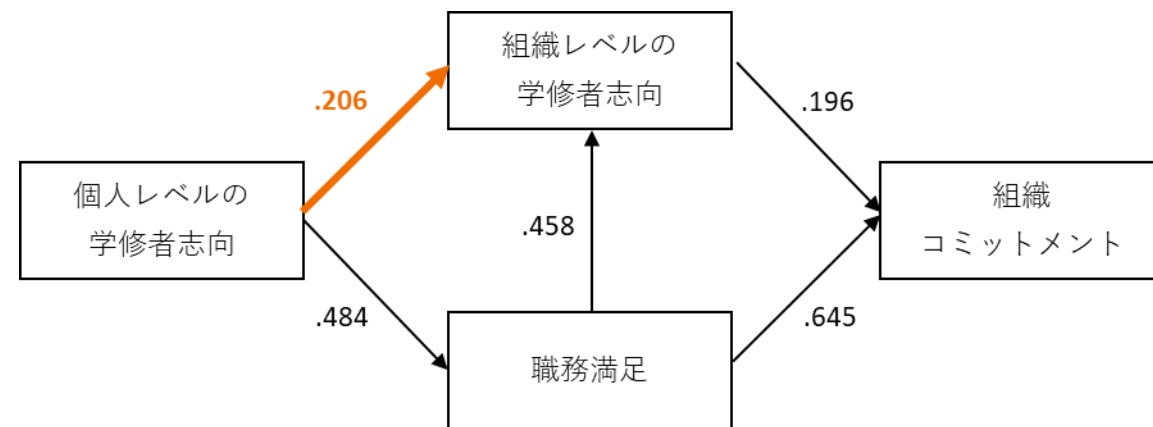 組織レベルの
学修者志向
.206
.196
個人レベルの
学修者志向
.458
組織
コミットメント
.484
.645
職務満足